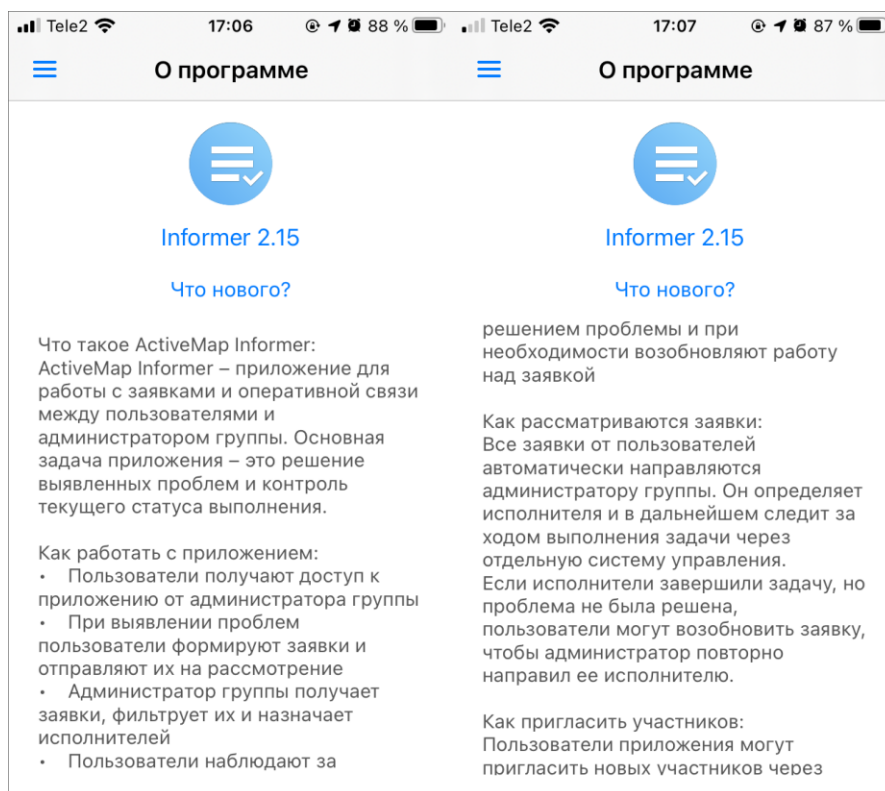 Tele2 17:06 88 %
О программе
Informer 2.15
Что нового?
Что такое ActiveMap Informer:
ActiveMap Informer – приложение для
работы с заявками и оперативной связи
между пользователями и
администратором группы. Основная
задача приложения – это решение
выявленных проблем и контроль
текущего статуса выполнения.
Как работать с приложением:
• Пользователи получают доступ к
приложению от администратора группы
• При выявлении проблем
пользователи формируют заявки и
отправляют их на рассмотрение
• Администратор группы получает
заявки, фильтрует их и назначает
исполнителей
• Пользователи наблюдают за
Tele2 17:07 87 %
О программе
Informer 2.15
Что нового?
решением проблемы и при
необходимости возобновляют работу
над заявкой
Как рассматриваются заявки:
Все заявки от пользователей
автоматически направляются
администратору группы. Он определяет
исполнителя и в дальнейшем следит за
ходом выполнения задачи через
отдельную систему управления.
Если исполнители завершили задачу, но
проблема не была решена,
пользователи могут возобновить заявку,
чтобы администратор повторно
направил ее исполнителю.
Как пригласить участников:
Пользователи приложения могут
пригласить новых участников через